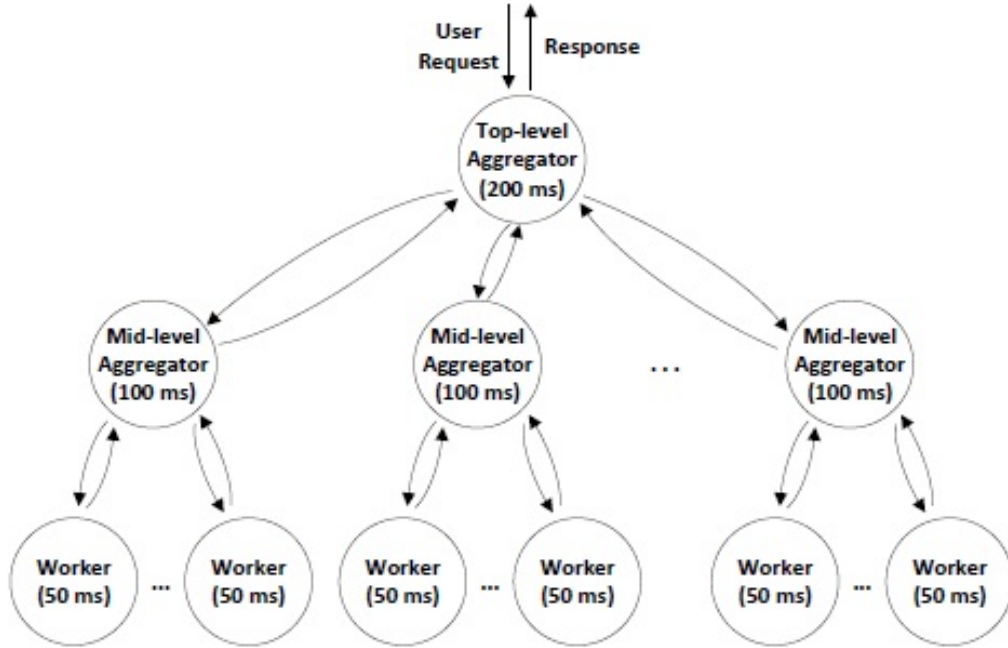 User
Request
Response
Top-level
Aggregator
(200 ms)
Mid-level
Aggregator
(100 ms)
Mid-level
Aggregator
(100 ms)
...
Mid-level
Aggregator
(100 ms)
Worker
(50 ms)
...
Worker
(50 ms)
Worker
(50 ms)
...
Worker
(50 ms)
Worker
(50 ms)
...
Worker
(50 ms)